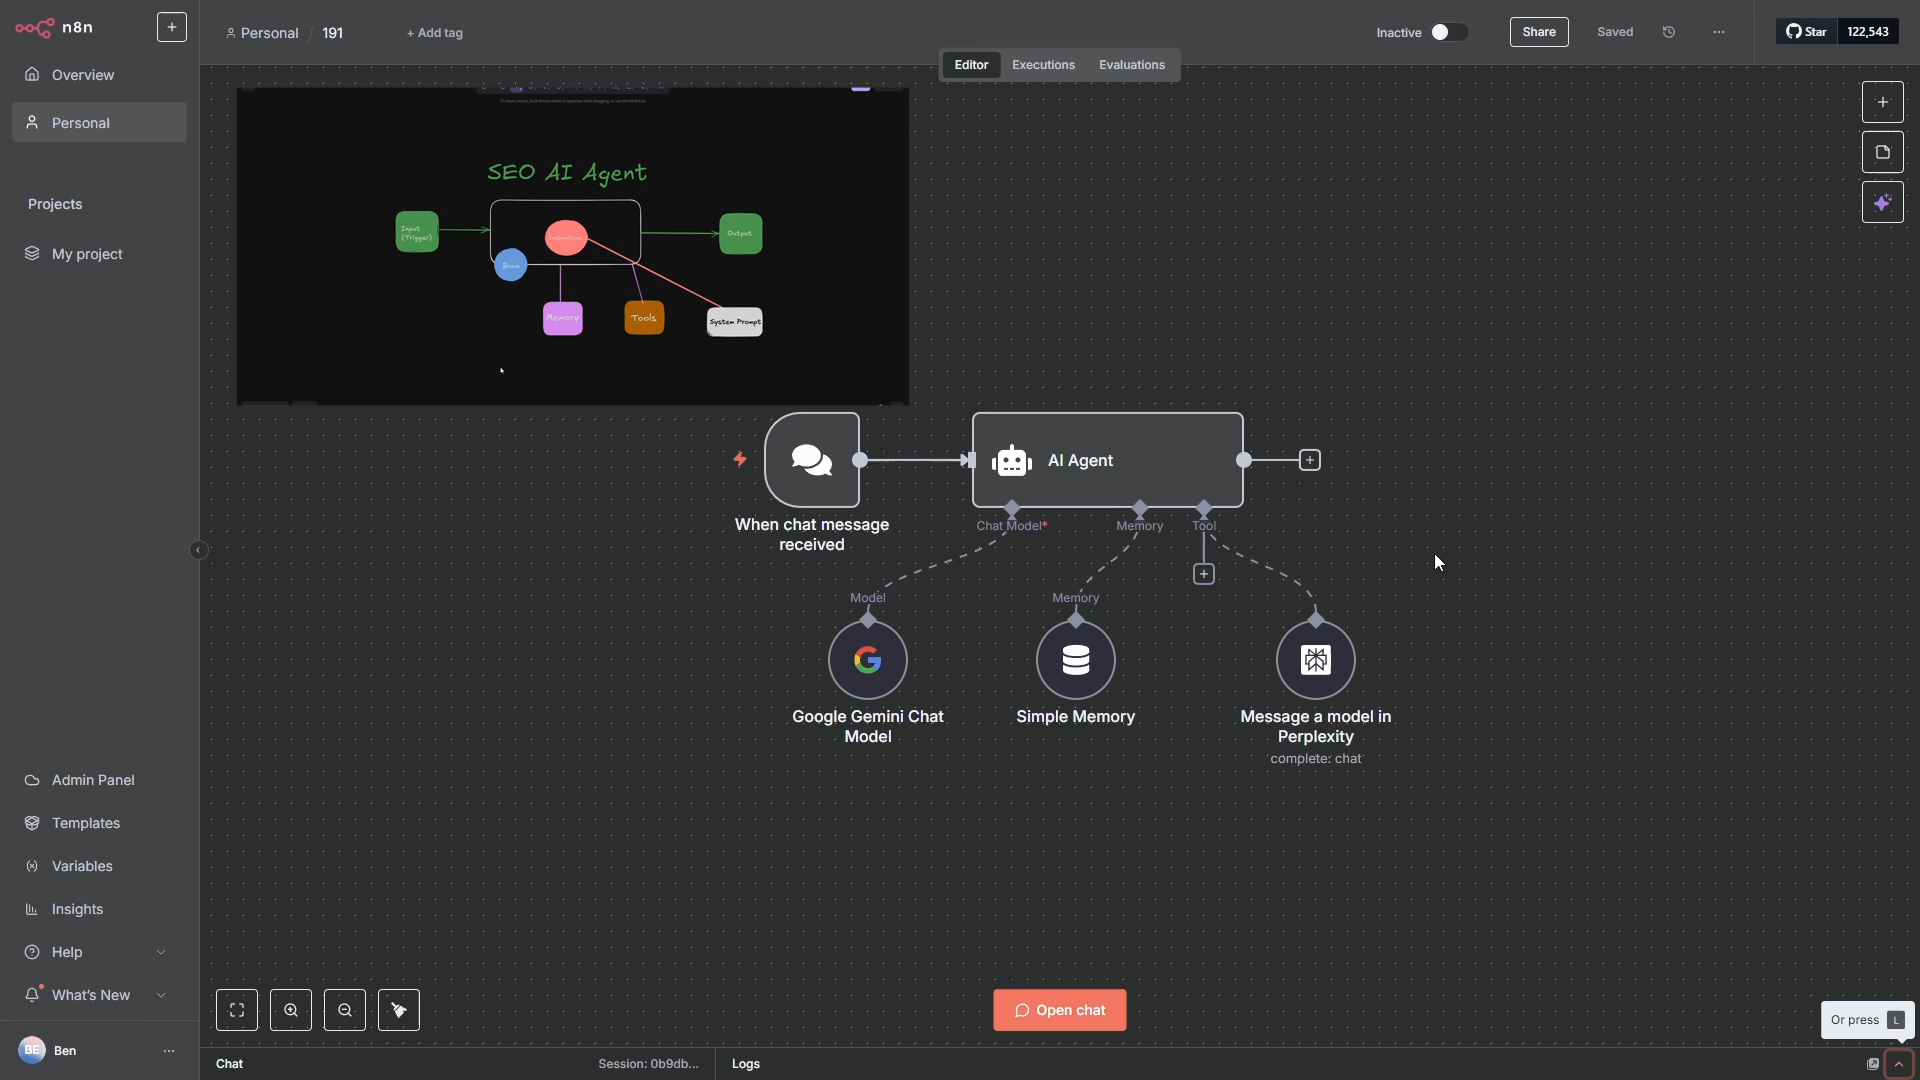 n8n
Personal / 191
+ Add tag
Inactive
Share
Saved
Star 122,543
Editor Executions Evaluations
Overview
Personal
Projects
My project
SEO AI Agent
Input
(Trigger)
Output
Brain
Memory
Tools
System Prompt
AI Agent
When chat message
received
Chat Model*
Memory
Tool
Model
Memory
Google Gemini Chat
Model
Simple Memory
Message a model in
Perplexity
complete: chat
Admin Panel
Templates
Variables
Insights
Help
What's New
BE Ben
Open chat
Or press L
Chat
Session: 0b9db...
Logs